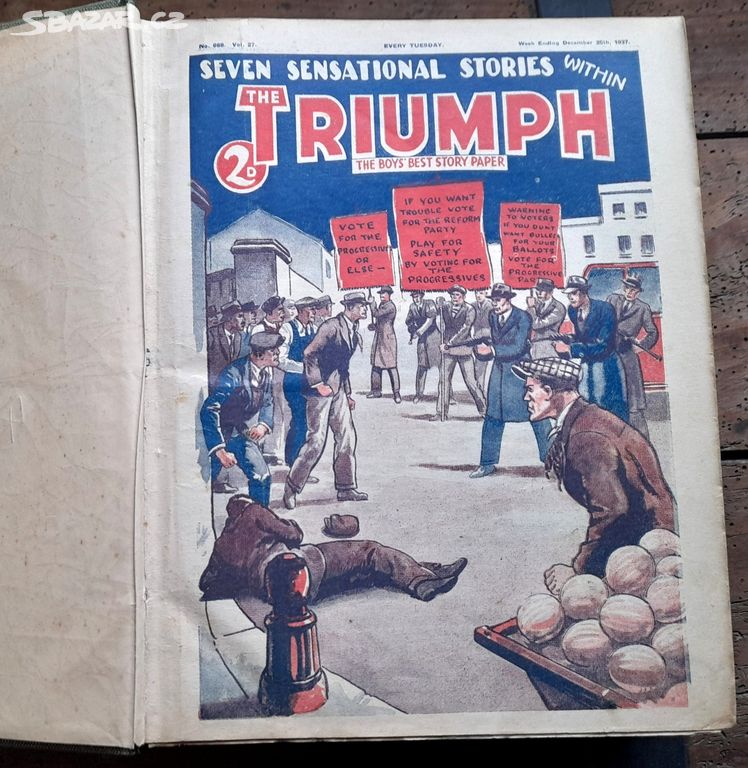 SBAZAR.CZ
No. 688. Vol. 27.
EVERY TUESDAY.
Week Ending December 25th, 1937.
SEVEN SENSATIONAL STORIES WITHIN
THE
TRIUMPH
2D
THE BOYS' BEST STORY PAPER
VOTE
FOR THE
PROGRESSIVES
OR
ELSE—
IF YOU WANT
TROUBLE VOTE
FOR THE REFORM
PARTY
PLAY FOR
SAFETY
BY VOTING FOR
THE
PROGRESSIVES
WARNING
TO VOTERS
IF YOU DON'T
WANT BULLETS
FOR YOUR
BALLOTS
VOTE FOR
THE
PROGRESSIVE
PAR